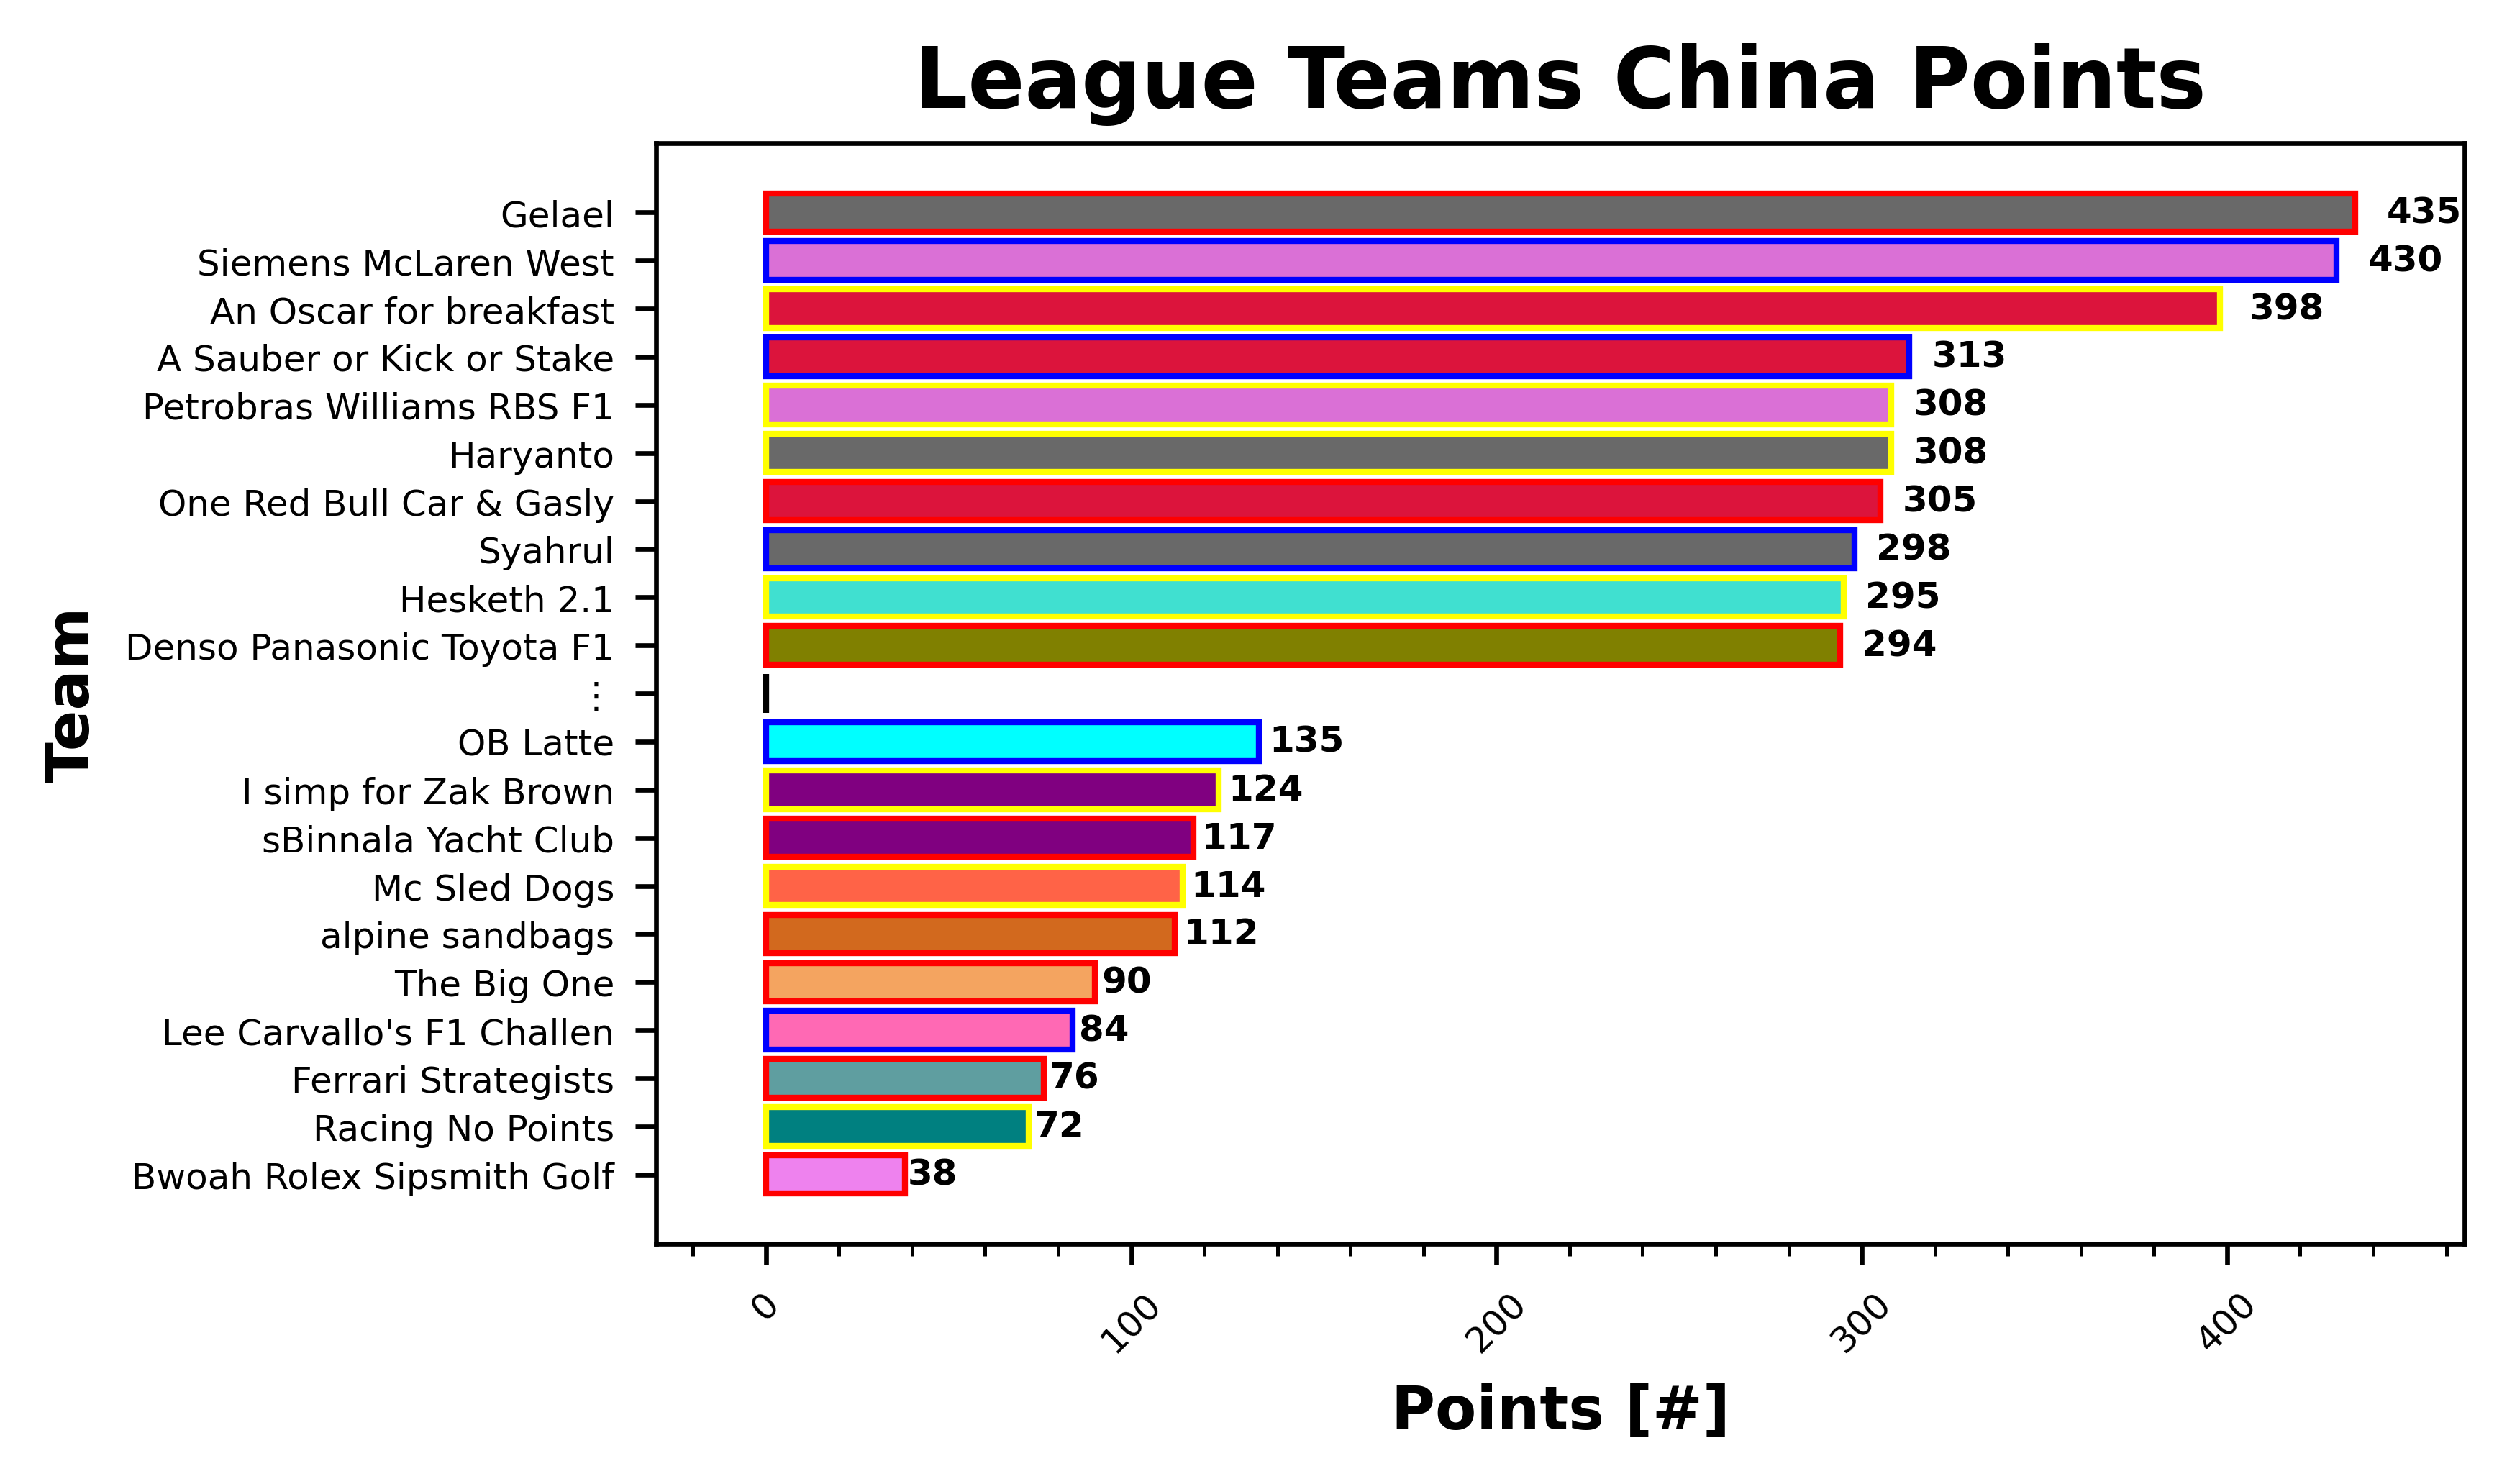 League Teams China Points
Gelael 435
Siemens McLaren West 430
An Oscar for breakfast 398
A Sauber or Kick or Stake 313
Petrobras Williams RBS F1 308
Haryanto 308
One Red Bull Car & Gasly 305
Syahrul 298
Hesketh 2.1 295
Denso Panasonic Toyota F1 294
⋮
OB Latte 135
I simp for Zak Brown 124
sBinnala Yacht Club 117
Mc Sled Dogs 114
alpine sandbags 112
The Big One 90
Lee Carvallo's F1 Challen 84
Ferrari Strategists 76
Racing No Points 72
Bwoah Rolex Sipsmith Golf 38
Team
0 100 200 300 400
Points [#]